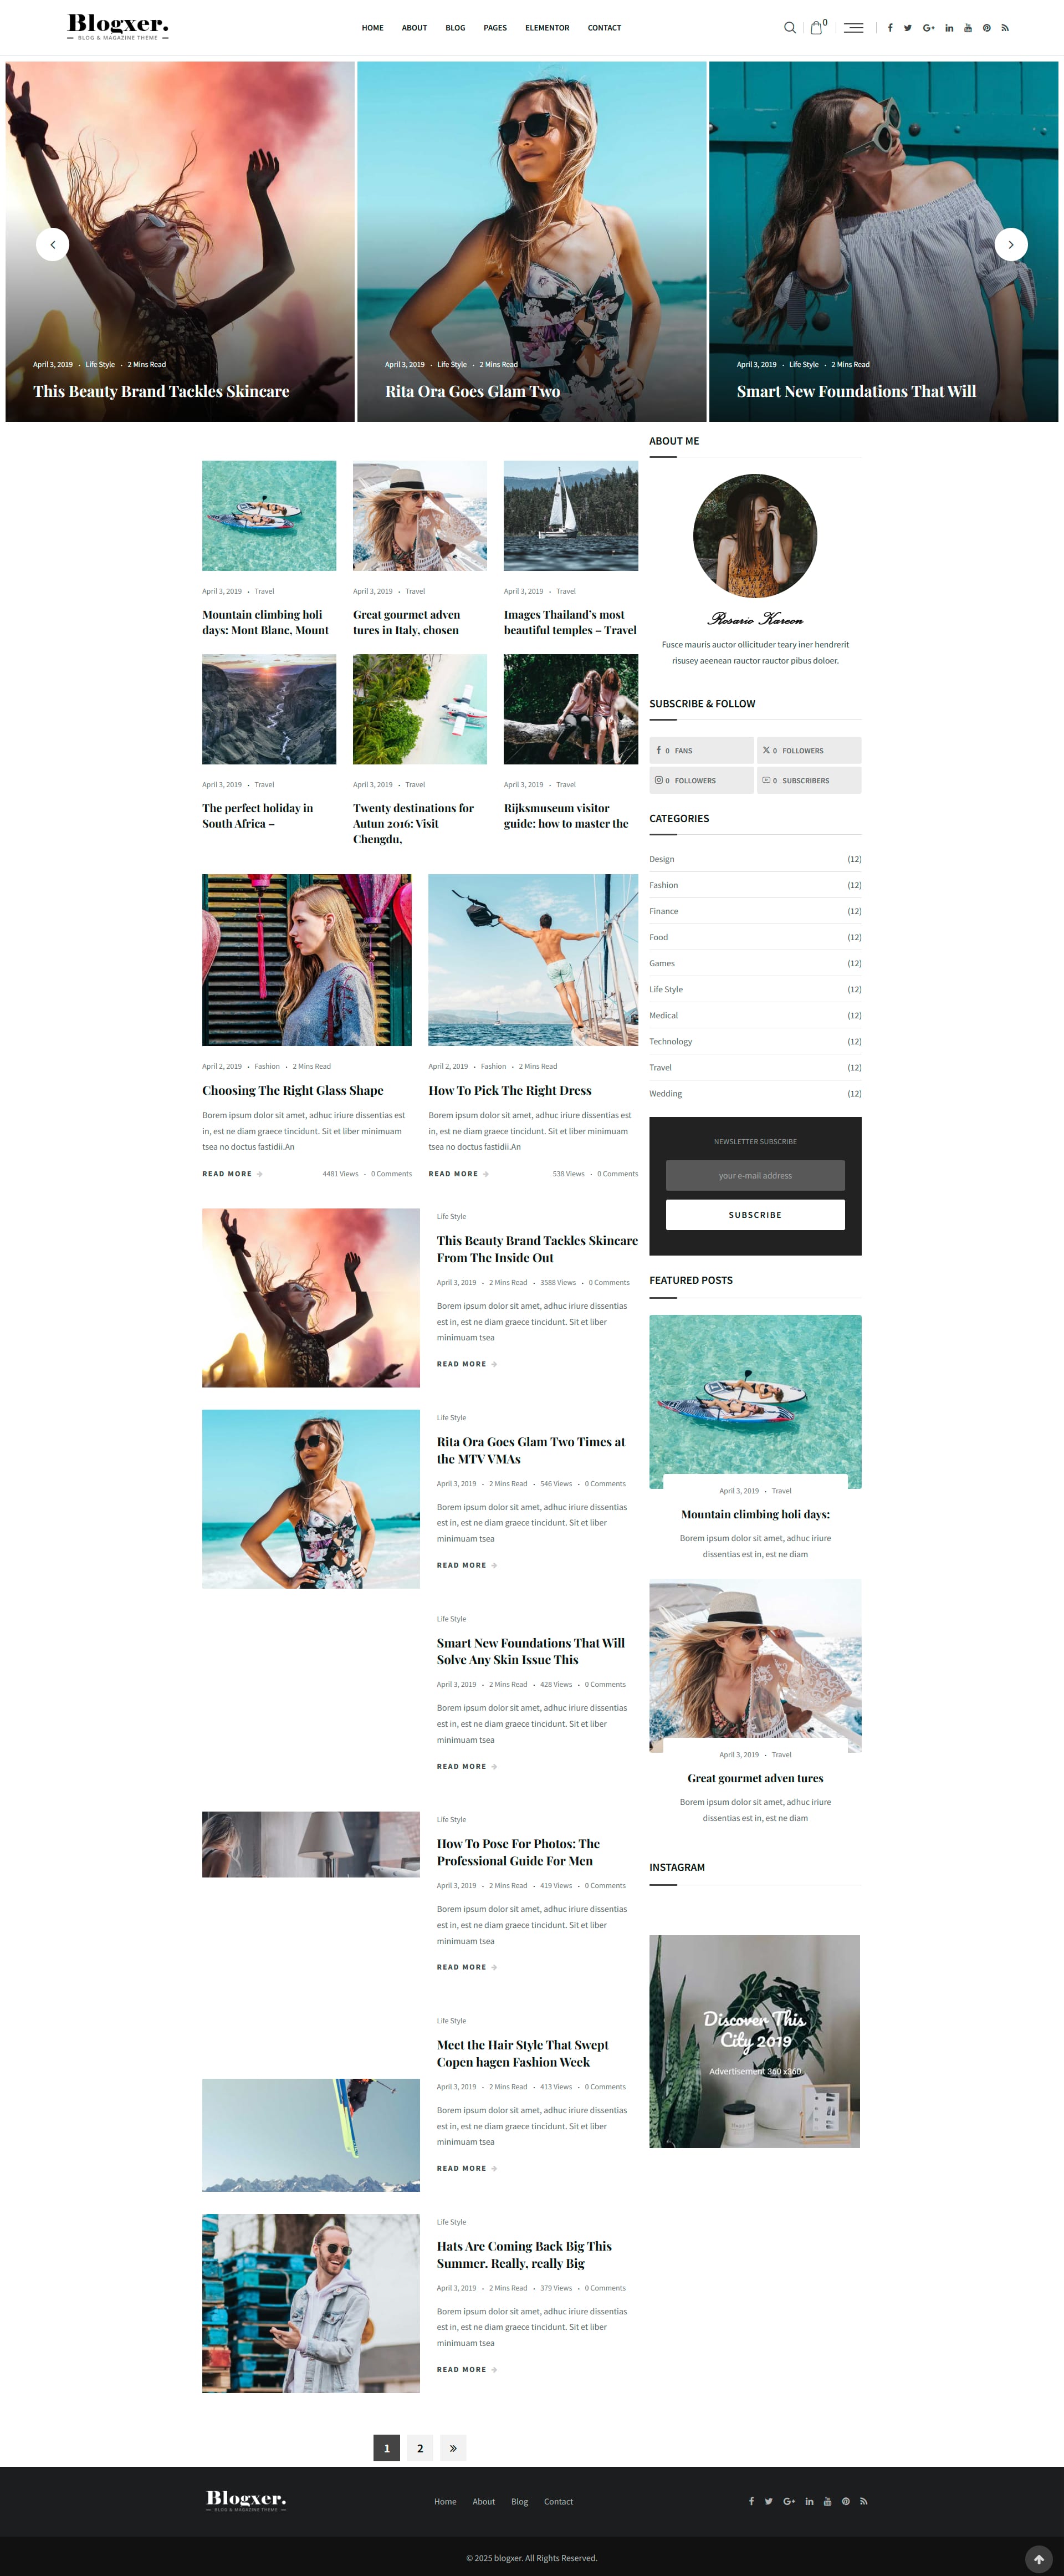 Blogxer.
BLOG & MAGAZINE THEME
HOME ABOUT BLOG PAGES ELEMENTOR CONTACT
0
April 3, 2019 • Life Style • 2 Mins Read
This Beauty Brand Tackles Skincare
April 3, 2019 • Life Style • 2 Mins Read
Rita Ora Goes Glam Two
April 3, 2019 • Life Style • 2 Mins Read
Smart New Foundations That Will
April 3, 2019 • Travel
Mountain climbing holi
days: Mont Blanc, Mount
April 3, 2019 • Travel
Great gourmet adven
tures in Italy, chosen
April 3, 2019 • Travel
Images Thailand's most
beautiful temples – Travel
April 3, 2019 • Travel
The perfect holiday in
South Africa –
April 3, 2019 • Travel
Twenty destinations for
Autun 2016: Visit
Chengdu,
April 3, 2019 • Travel
Rijksmuseum visitor
guide: how to master the
April 2, 2019 • Fashion • 2 Mins Read
Choosing The Right Glass Shape
Borem ipsum dolor sit amet, adhuc iriure dissentias est
in, est ne diam graece tincidunt. Sit et liber minimuam
tsea no doctus fastidii.An
READ MORE 4481 Views • 0 Comments
April 2, 2019 • Fashion • 2 Mins Read
How To Pick The Right Dress
Borem ipsum dolor sit amet, adhuc iriure dissentias est
in, est ne diam graece tincidunt. Sit et liber minimuam
tsea no doctus fastidii.An
READ MORE 538 Views • 0 Comments
Life Style
This Beauty Brand Tackles Skincare
From The Inside Out
April 3, 2019 • 2 Mins Read • 3588 Views • 0 Comments
Borem ipsum dolor sit amet, adhuc iriure dissentias
est in, est ne diam graece tincidunt. Sit et liber
minimuam tsea
READ MORE
Life Style
Rita Ora Goes Glam Two Times at
the MTV VMAs
April 3, 2019 • 2 Mins Read • 546 Views • 0 Comments
Borem ipsum dolor sit amet, adhuc iriure dissentias
est in, est ne diam graece tincidunt. Sit et liber
minimuam tsea
READ MORE
Life Style
Smart New Foundations That Will
Solve Any Skin Issue This
April 3, 2019 • 2 Mins Read • 428 Views • 0 Comments
Borem ipsum dolor sit amet, adhuc iriure dissentias
est in, est ne diam graece tincidunt. Sit et liber
minimuam tsea
READ MORE
Life Style
How To Pose For Photos: The
Professional Guide For Men
April 3, 2019 • 2 Mins Read • 419 Views • 0 Comments
Borem ipsum dolor sit amet, adhuc iriure dissentias
est in, est ne diam graece tincidunt. Sit et liber
minimuam tsea
READ MORE
Life Style
Meet the Hair Style That Swept
Copen hagen Fashion Week
April 3, 2019 • 2 Mins Read • 413 Views • 0 Comments
Borem ipsum dolor sit amet, adhuc iriure dissentias
est in, est ne diam graece tincidunt. Sit et liber
minimuam tsea
READ MORE
Life Style
Hats Are Coming Back Big This
Summer. Really, really Big
April 3, 2019 • 2 Mins Read • 379 Views • 0 Comments
Borem ipsum dolor sit amet, adhuc iriure dissentias
est in, est ne diam graece tincidunt. Sit et liber
minimuam tsea
READ MORE
1 2 »
ABOUT ME
Rosario Kareon
Fusce mauris auctor ollicituder teary iner hendrerit
risusey aeenean rauctor rauctor pibus doloer.
SUBSCRIBE & FOLLOW
0 FANS
0 FOLLOWERS
0 FOLLOWERS
0 SUBSCRIBERS
CATEGORIES
Design (12)
Fashion (12)
Finance (12)
Food (12)
Games (12)
Life Style (12)
Medical (12)
Technology (12)
Travel (12)
Wedding (12)
NEWSLETTER SUBSCRIBE
your e-mail address
SUBSCRIBE
FEATURED POSTS
April 3, 2019 • Travel
Mountain climbing holi days:
Borem ipsum dolor sit amet, adhuc iriure
dissentias est in, est ne diam
April 3, 2019 • Travel
Great gourmet adven tures
Borem ipsum dolor sit amet, adhuc iriure
dissentias est in, est ne diam
INSTAGRAM
Discover This
City 2019
Advertisement 360 x360
Blogxer.
BLOG & MAGAZINE THEME
Home About Blog Contact
© 2025 blogxer. All Rights Reserved.